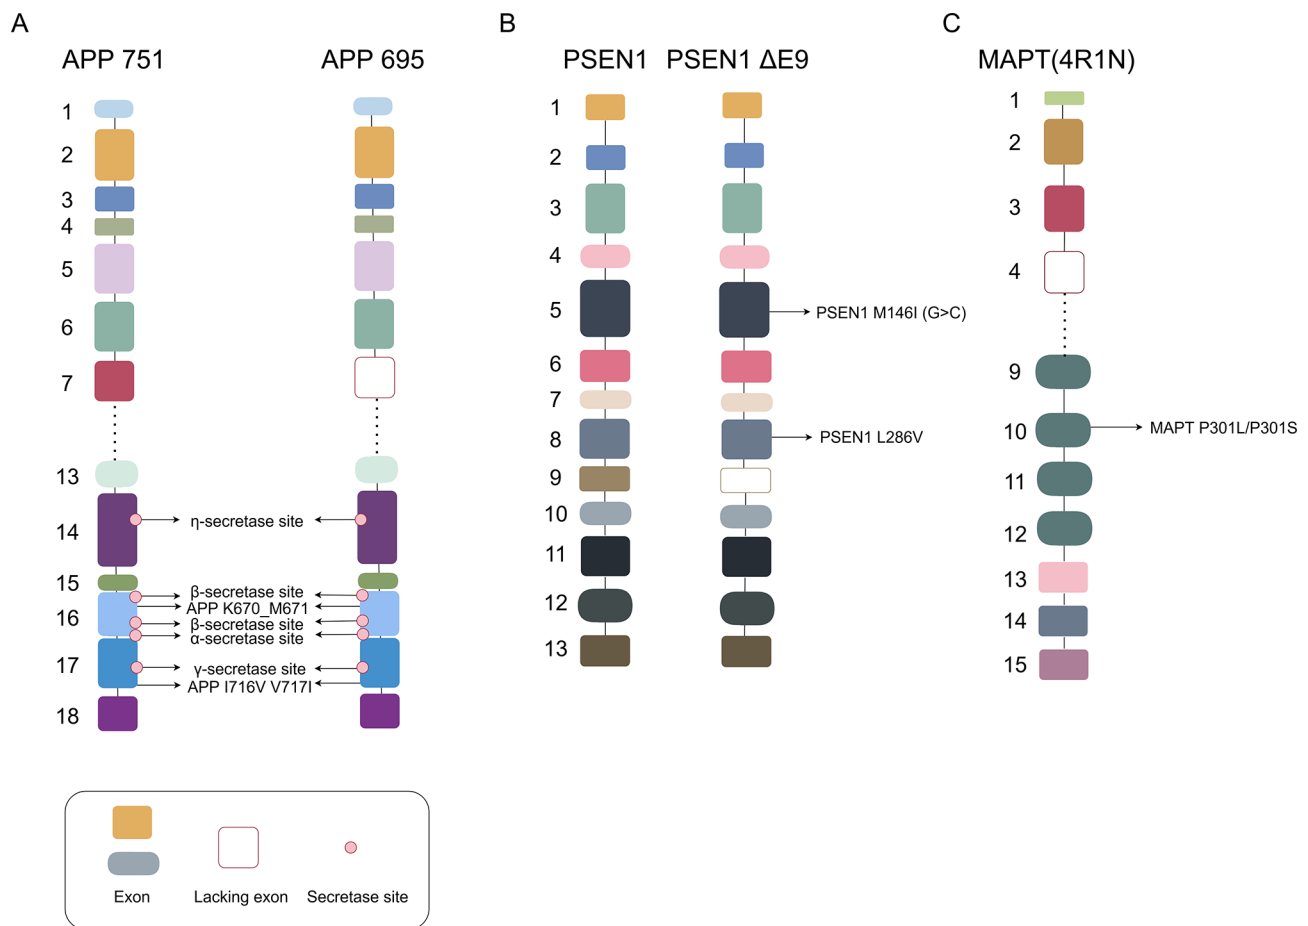 A
APP 751
APP 695
1
2
3
4
5
6
7
13
14
15
16
17
18
η-secretase site
β-secretase site
APP K670_M671
β-secretase site
α-secretase site
γ-secretase site
APP I716V V717I
B
PSEN1
PSEN1 ΔE9
1
2
3
4
5
6
7
8
9
10
11
12
13
PSEN1 M146I (G>C)
PSEN1 L286V
C
MAPT(4R1N)
1
2
3
4
9
10
11
12
13
14
15
MAPT P301L/P301S
Exon
Lacking exon
Secretase site